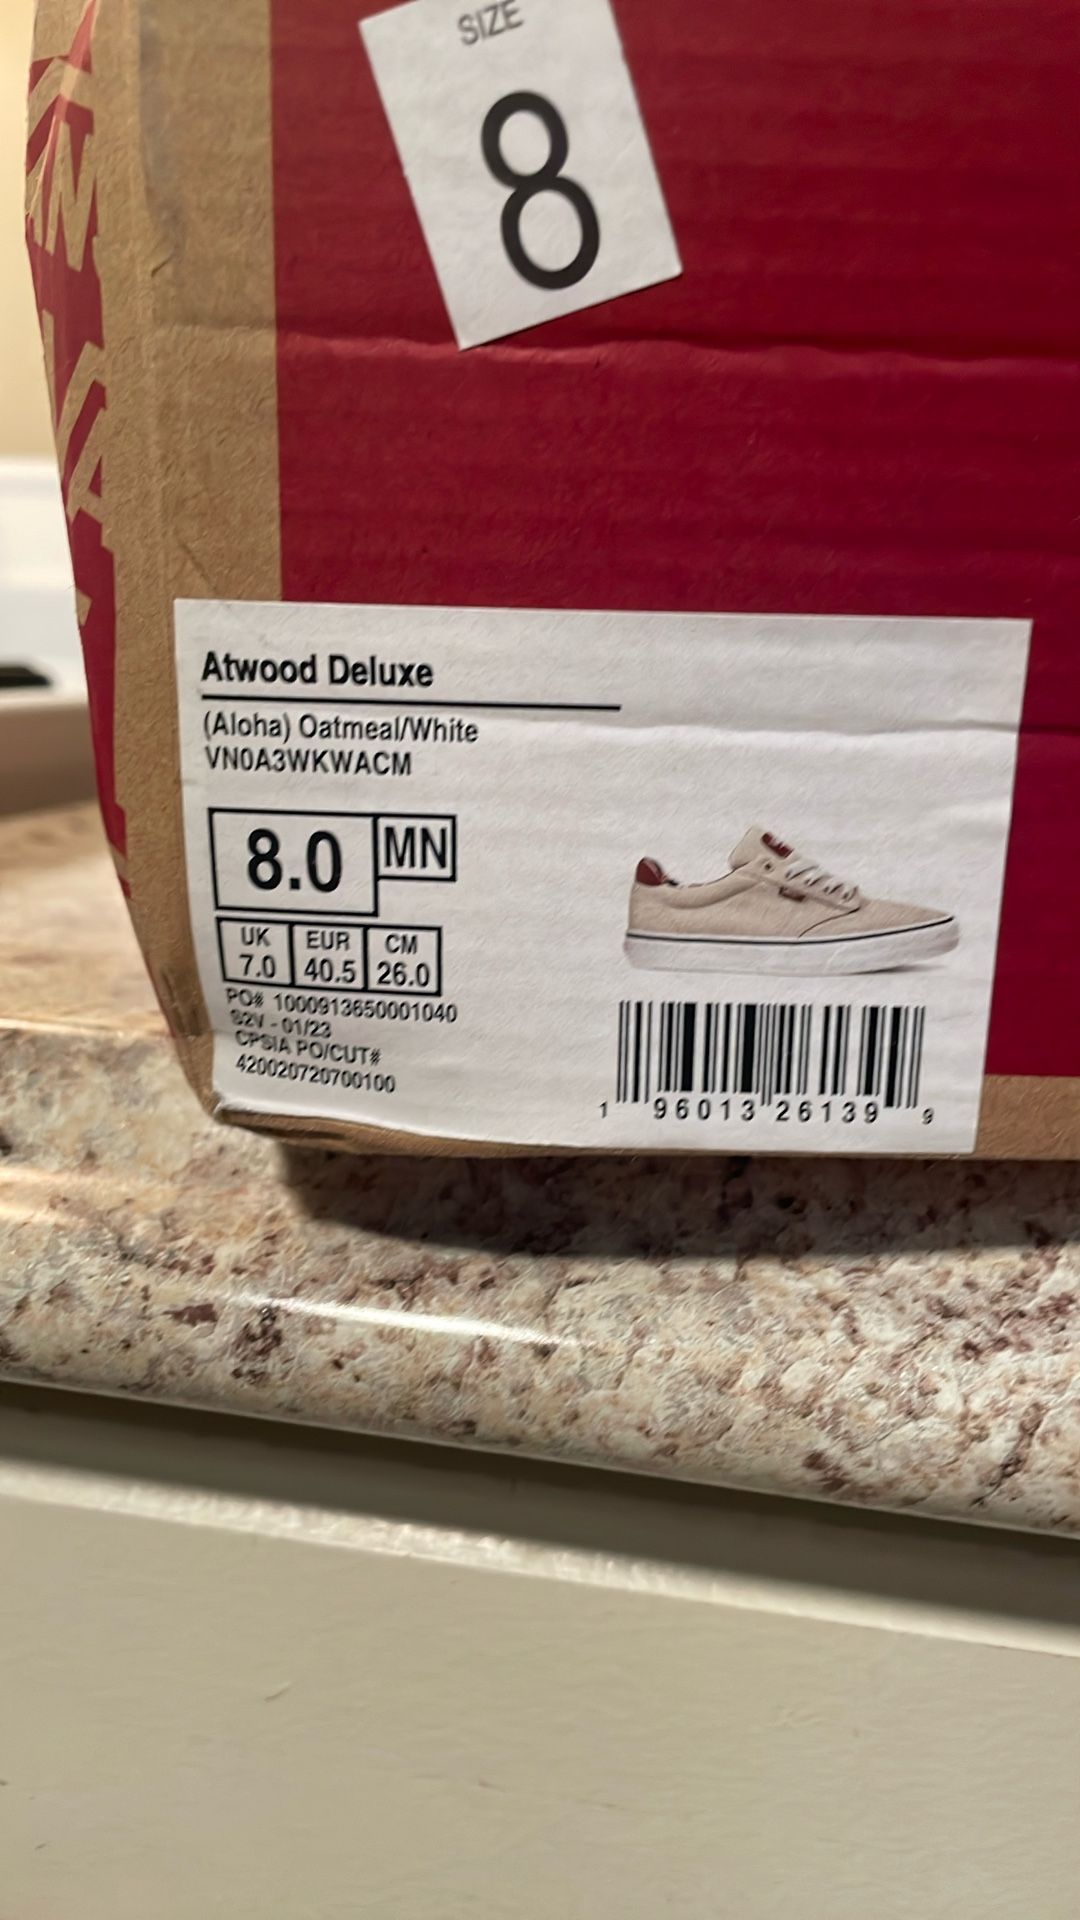 SIZE
8
Atwood Deluxe
(Aloha) Oatmeal/White
VN0A3WKWACM
8.0 MN
UK EUR CM
7.0 40.5 26.0
PO# 1000913650001040
S2V - 01/23
CPSIA PO/CUT#
420020720700100
1 96013 26139 9